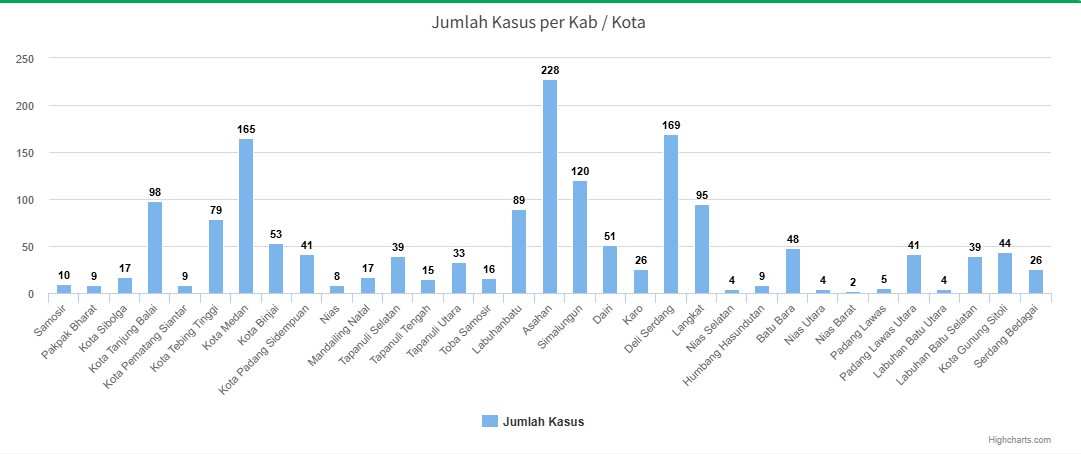 Jumlah Kasus per Kab / Kota
250
200
150
100
50
0
10
9
17
98
9
79
165
53
41
8
17
39
15
33
16
89
228
120
51
26
169
95
4
9
48
4
2
5
41
4
39
44
26
Samosir
Pakpak Bharat
Kota Sibolga
Kota Tanjung Balai
Kota Pematang Siantar
Kota Tebing Tinggi
Kota Medan
Kota Binjai
Kota Padang Sidempuan
Nias
Mandailing Natal
Tapanuli Selatan
Tapanuli Tengah
Tapanuli Utara
Toba Samosir
Labuhanbatu
Asahan
Simalungun
Dairi
Karo
Deli Serdang
Langkat
Nias Selatan
Humbang Hasundutan
Batu Bara
Nias Utara
Nias Barat
Padang Lawas
Padang Lawas Utara
Labuhan Batu Utara
Labuhan Batu Selatan
Kota Gunung Sitoli
Serdang Bedagai
Jumlah Kasus
Highcharts.com